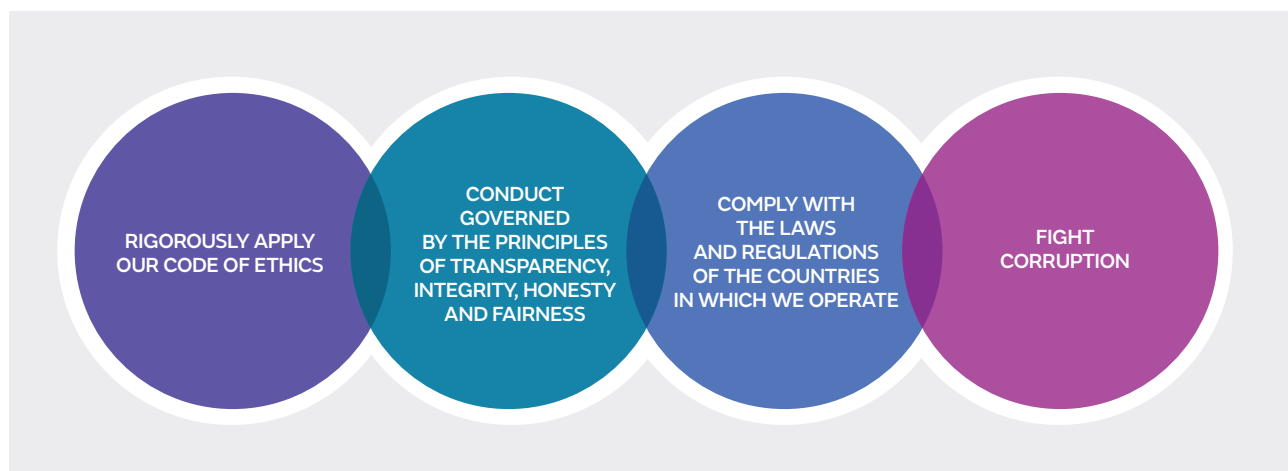 RIGOROUSLY APPLY
OUR CODE OF ETHICS
CONDUCT
GOVERNED
BY THE PRINCIPLES
OF TRANSPARENCY,
INTEGRITY, HONESTY
AND FAIRNESS
COMPLY WITH
THE LAWS
AND REGULATIONS
OF THE COUNTRIES
IN WHICH WE OPERATE
FIGHT
CORRUPTION